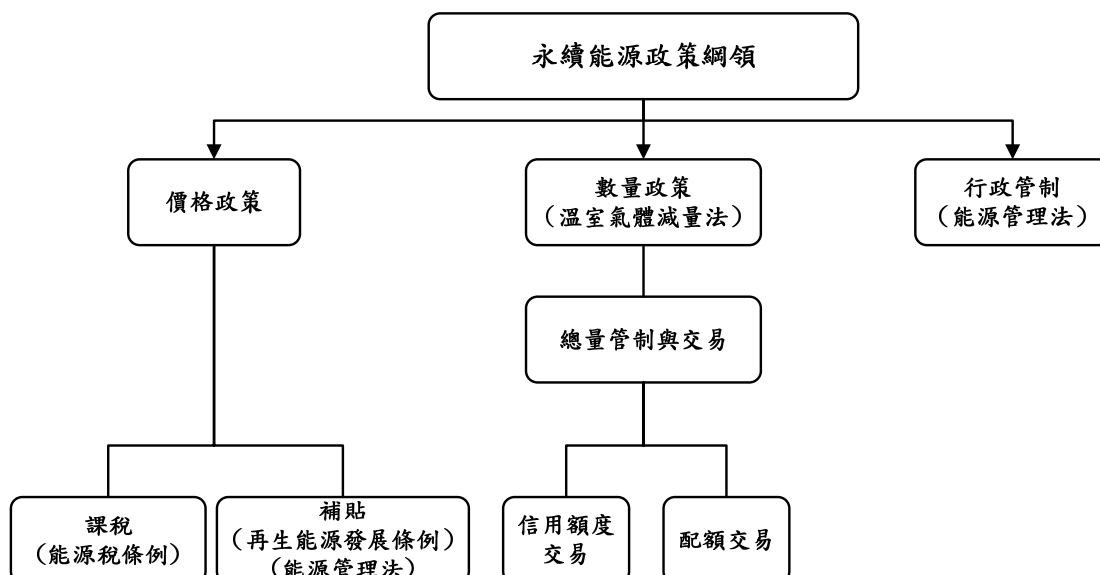 永續能源政策綱領
價格政策
數量政策
（溫室氣體減量法）
行政管制
（能源管理法）
總量管制與交易
課稅
（能源稅條例）
補貼
（再生能源發展條例）
（能源管理法）
信用額度
交易
配額交易